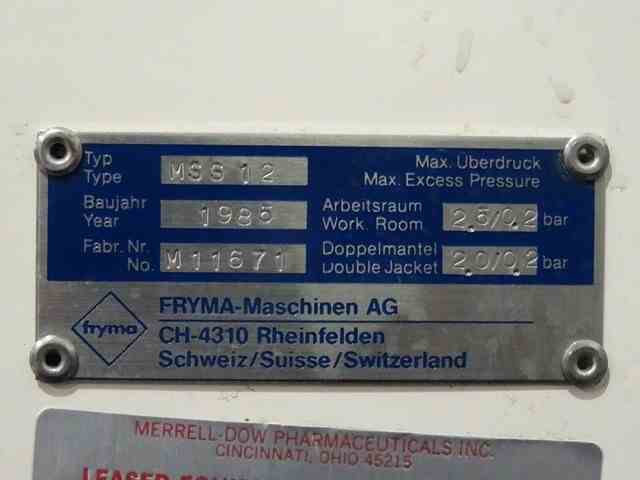 Typ
Type MSS 12
Max. Überdruck
Max. Excess Pressure
Baujahr
Year 1985
Arbeitsraum
Work. Room 2,5/0,2 bar
Fabr. Nr.
No. M11671
Doppelmantel
Double Jacket 2,0/0,2 bar
fryma
FRYMA-Maschinen AG
CH-4310 Rheinfelden
Schweiz/Suisse/Switzerland
MERRELL-DOW PHARMACEUTICALS INC.
CINCINNATI, OHIO 45215
LEASED